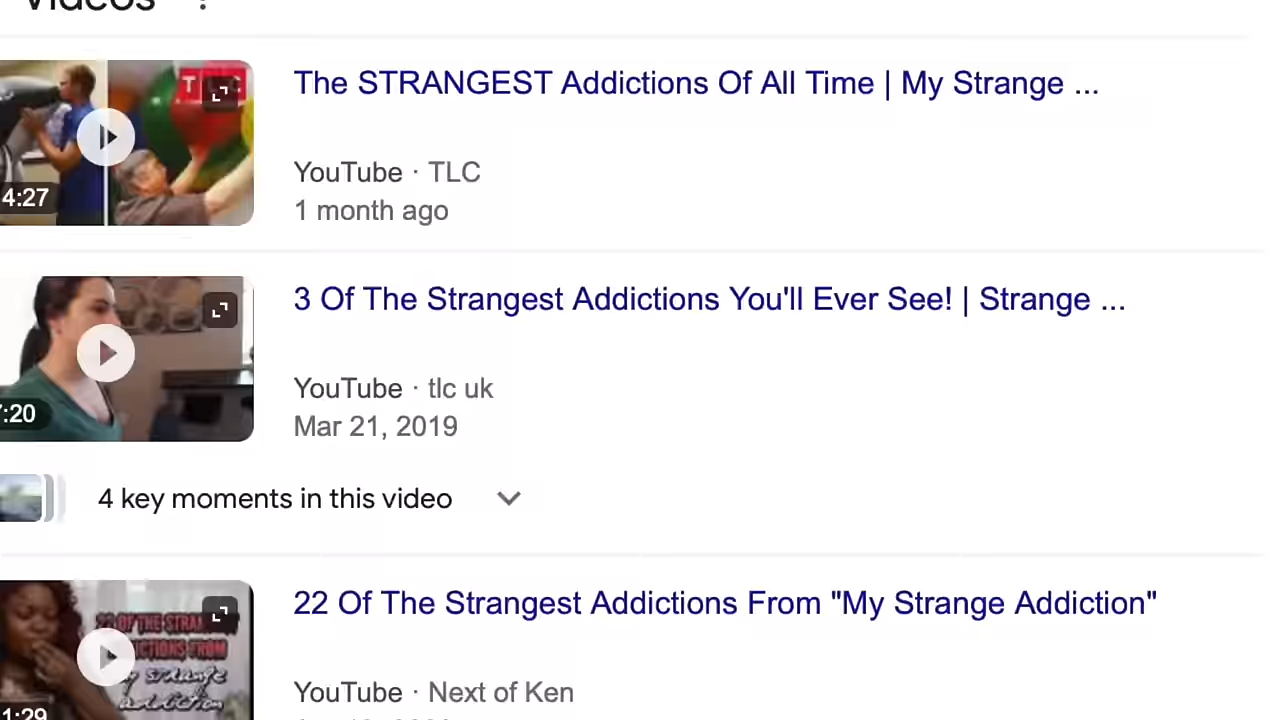 Videos
The STRANGEST Addictions Of All Time | My Strange ...
4:27
YouTube · TLC
1 month ago
3 Of The Strangest Addictions You'll Ever See! | Strange ...
:20
YouTube · tlc uk
Mar 21, 2019
4 key moments in this video
22 Of The Strangest Addictions From "My Strange Addiction"
1:29
YouTube · Next of Ken